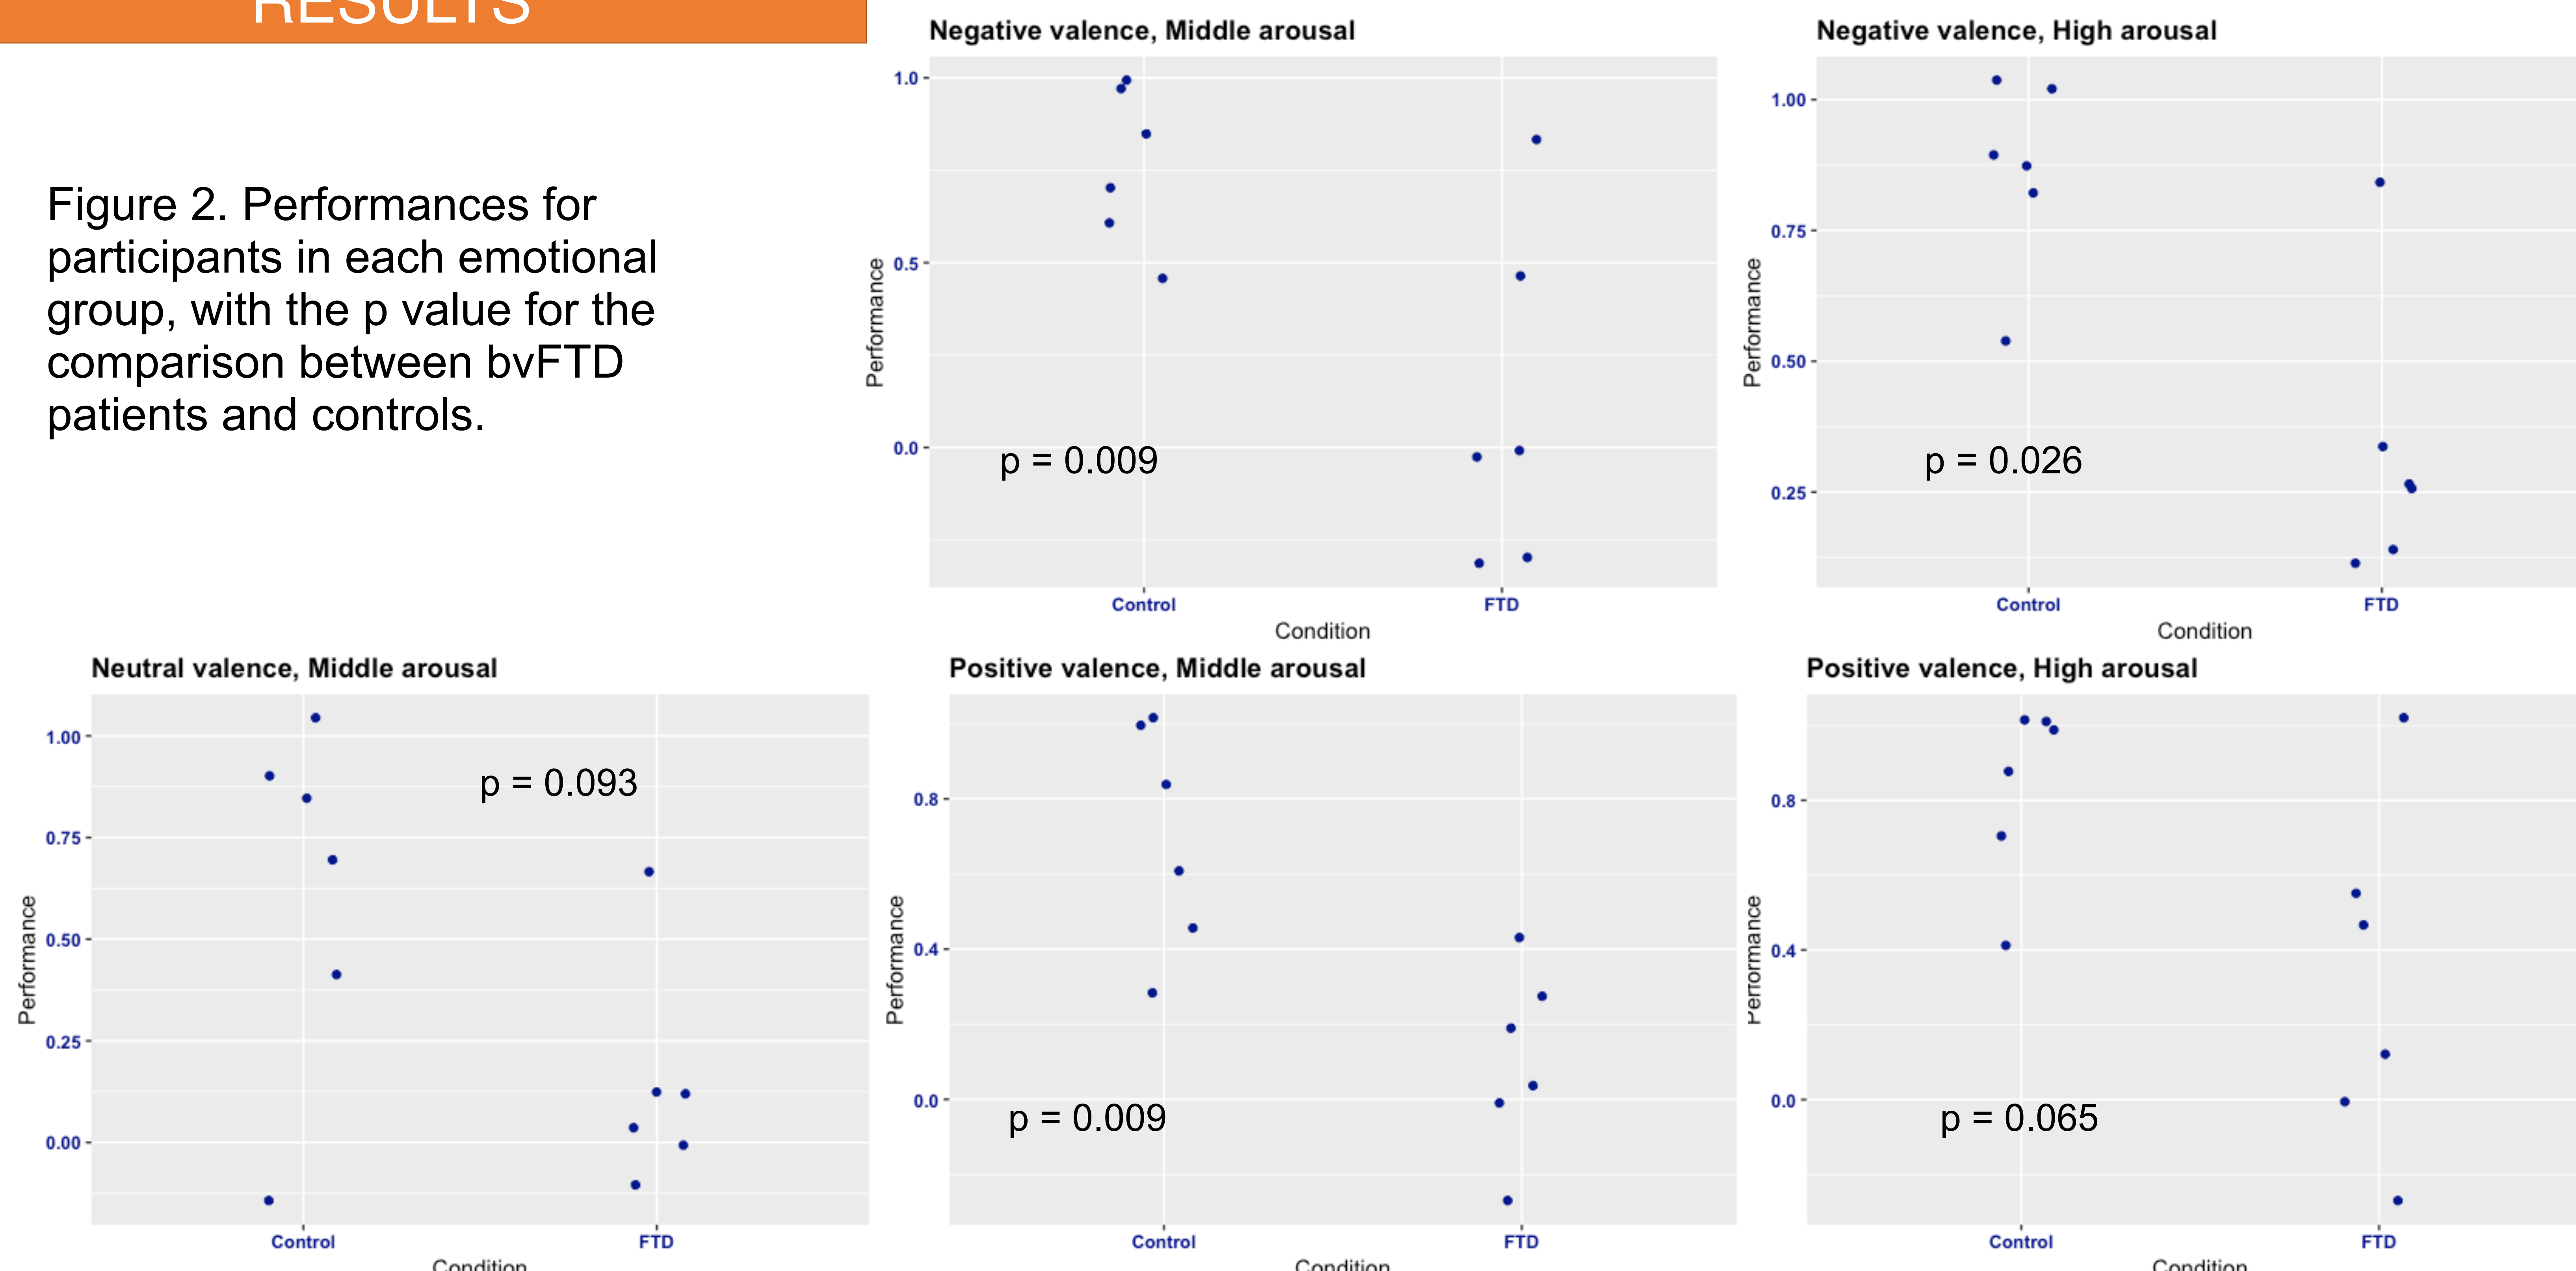 RESULTS
Figure 2. Performances for
participants in each emotional
group, with the p value for the
comparison between bvFTD
patients and controls.
Negative valence, Middle arousal
1.0
0.5
0.0
Performance
p = 0.009
Control
FTD
Condition
Negative valence, High arousal
1.00
0.75
0.50
0.25
Performance
p = 0.026
Control
FTD
Condition
Neutral valence, Middle arousal
1.00
0.75
0.50
0.25
0.00
Performance
p = 0.093
Control
FTD
Condition
Positive valence, Middle arousal
0.8
0.4
0.0
Performance
p = 0.009
Control
FTD
Condition
Positive valence, High arousal
0.8
0.4
0.0
Performance
p = 0.065
Control
FTD
Condition